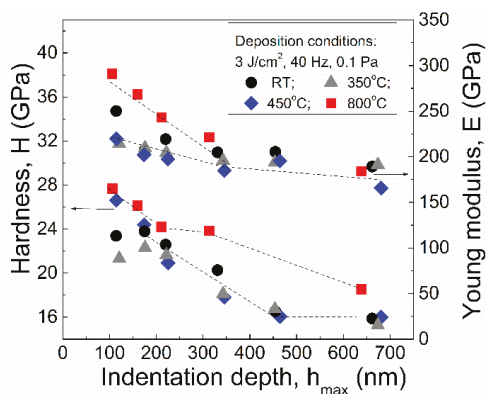 Hardness, H (GPa)
40
36
32
28
24
20
16
Deposition conditions:
3 J/cm², 40 Hz, 0.1 Pa
RT; 350°C;
450°C; 800°C
350
300
250
200
150
100
50
0
Young modulus, E (GPa)
0 100 200 300 400 500 600 700
Indentation depth, hmax (nm)